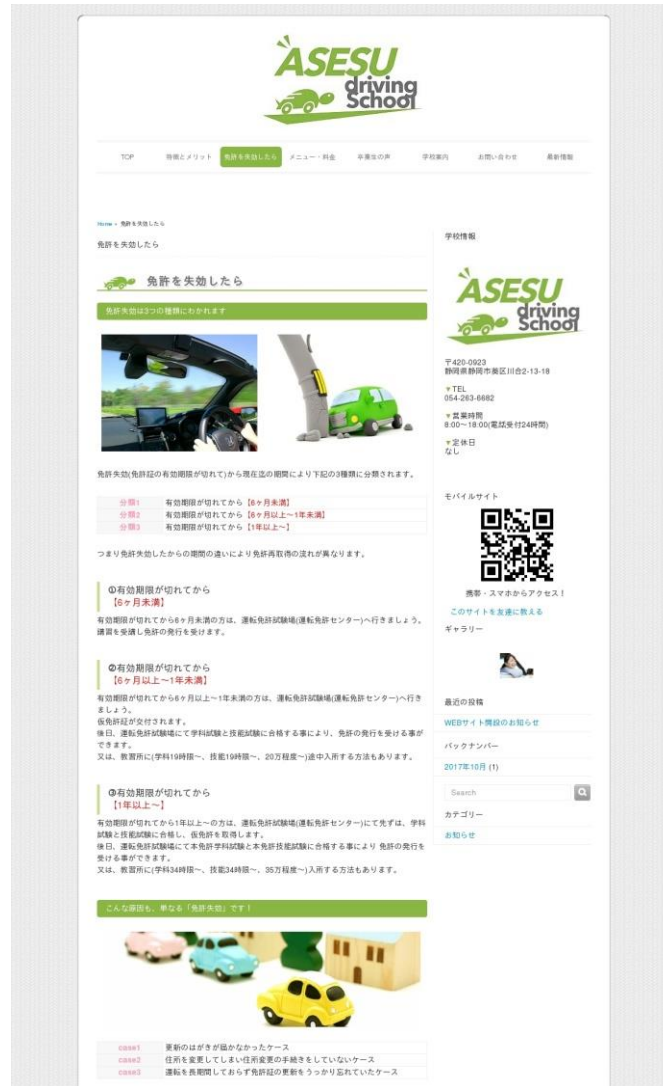 ASESU
driving
School
TOP
特徴とメリット
免許を失効したら
メニュー・料金
卒業生の声
学校案内
お問い合わせ
最新情報
Home » 免許を失効したら
免許を失効したら
免許を失効したら
免許失効は3つの種類にわかれます
免許失効(免許証の有効期限が切れて)から現在迄の期間により下記の3種類に分類されます。
分類1 有効期限が切れてから【6ヶ月未満】
分類2 有効期限が切れてから【6ヶ月以上~1年未満】
分類3 有効期限が切れてから【1年以上~】
つまり免許失効したからの期間の違いにより免許再取得の流れが異なります。
①有効期限が切れてから
【6ヶ月未満】
有効期限が切れてから6ヶ月未満の方は、運転免許試験場(運転免許センター)へ行きましょう。
講習を受講し免許の発行を受けます。
②有効期限が切れてから
【6ヶ月以上~1年未満】
有効期限が切れてから6ヶ月以上~1年未満の方は、運転免許試験場(運転免許センター)へ行き
ましょう。
仮免許証が交付されます。
後日、運転免許試験場にて学科試験と技能試験に合格する事により、免許の発行を受ける事が
できます。
又は、教習所に(学科19時限~、技能19時限~、20万程度~)途中入所する方法もあります。
③有効期限が切れてから
【1年以上~】
有効期限が切れてから1年以上~の方は、運転免許試験場(運転免許センター)にて先ずは、学科
試験と技能試験に合格し、仮免許を取得します。
後日、運転免許試験場にて本免許学科試験と本免許技能試験に合格する事により 免許の発行を
受ける事ができます。
又は、教習所に(学科34時限~、技能34時限~、35万程度~)入所する方法もあります。
こんな原因も、単なる「免許失効」です!
case1 更新のはがきが届かなかったケース
case2 住所を変更してしまい住所変更の手続きをしていないケース
case3 運転を長期間しておらず免許証の更新をうっかり忘れていたケース
学校情報
ASESU
driving
School
〒420-0923
静岡県静岡市葵区川合2-13-18
▼TEL
054-263-6682
▼営業時間
8:00~18:00(電話受付24時間)
▼定休日
なし
モバイルサイト
携帯・スマホからアクセス!
このサイトを友達に教える
ギャラリー
最近の投稿
WEBサイト開設のお知らせ
バックナンバー
2017年10月 (1)
Search
カテゴリー
お知らせ